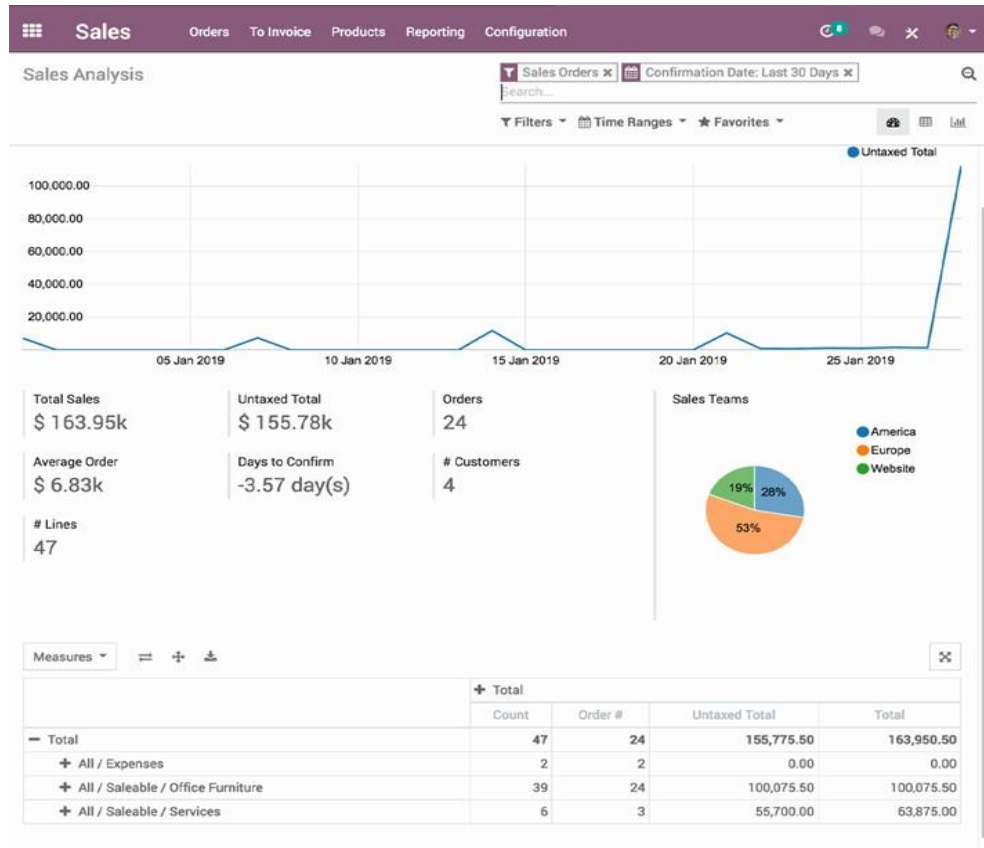 Sales Orders To Invoice Products Reporting Configuration 8
Sales Analysis
Sales Orders × Confirmation Date: Last 30 Days ×
Search...
Filters Time Ranges Favorites
Untaxed Total
100,000.00
80,000.00
60,000.00
40,000.00
20,000.00
05 Jan 2019 10 Jan 2019 15 Jan 2019 20 Jan 2019 25 Jan 2019
Total Sales Untaxed Total Orders Sales Teams
$ 163.95k $ 155.78k 24
America
Europe
Website
Average Order Days to Confirm # Customers
$ 6.83k -3.57 day(s) 4
19% 28%
53%
# Lines
47
Measures
+ Total
Count Order # Untaxed Total Total
− Total 47 24 155,775.50 163,950.50
+ All / Expenses 2 2 0.00 0.00
+ All / Saleable / Office Furniture 39 24 100,075.50 100,075.50
+ All / Saleable / Services 6 3 55,700.00 63,875.00